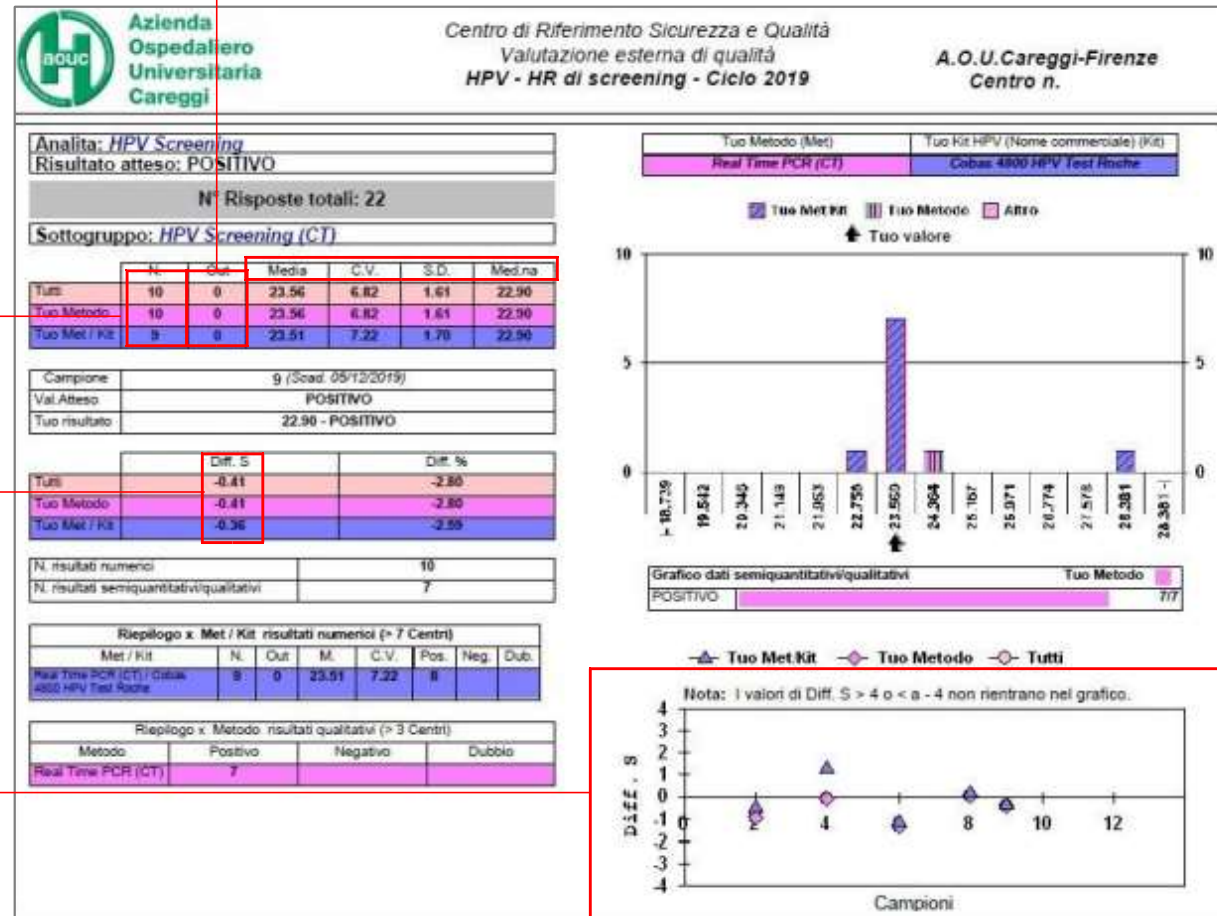 aouc
Azienda
Ospedaliero
Universitaria
Careggi
Centro di Riferimento Sicurezza e Qualità
Valutazione esterna di qualità
HPV - HR di screening - Ciclo 2019
A.O.U.Careggi-Firenze
Centro n.
Analita: HPV Screening
Risultato atteso: POSITIVO
N° Risposte totali: 22
Sottogruppo: HPV Screening (CT)
N. Out Media C.V. S.D. Med.na
Tutti 10 0 23.56 6.82 1.61 22.90
Tuo Metodo 10 0 23.56 6.82 1.61 22.90
Tuo Met / Kit 9 0 23.51 7.22 1.70 22.90
Campione 9 (Scad. 05/12/2019)
Val.Atteso POSITIVO
Tuo risultato 22.90 - POSITIVO
Diff. S Diff. %
Tutti -0.41 -2.80
Tuo Metodo -0.41 -2.80
Tuo Met / Kit -0.36 -2.59
N. risultati numerici 10
N. risultati semiquantitativi/qualitativi 7
Riepilogo x Met / Kit risultati numerici (> 7 Centri)
Met / Kit N. Out M. C.V. Pos. Neg. Dub.
Real Time PCR (CT) / Cobas 9 0 23.51 7.22 8
4800 HPV Test Roche
Riepilogo x Metodo risultati qualitativi (> 3 Centri)
Metodo Positivo Negativo Dubbio
Real Time PCR (CT) 7
Tuo Metodo (Met) Tuo Kit HPV (Nome commerciale) (Kit)
Real Time PCR (CT) Cobas 4800 HPV Test Roche
Tuo Met/Kit Tuo Metodo Altro
Tuo valore
10 10
5 5
0 0
|- 18.739 19.542 20.346 21.149 21.953 22.756 23.560 24.364 25.167 25.971 26.774 27.578 28.381 28.381 -|
Grafico dati semiquantitativi/qualitativi Tuo Metodo
POSITIVO 7/7
Tuo Met/Kit Tuo Metodo Tutti
Nota: I valori di Diff. S > 4 o < a - 4 non rientrano nel grafico.
4
3
2
1
0
-1
-2
-3
-4
Diff. S
0 2 4 6 8 10 12
Campioni